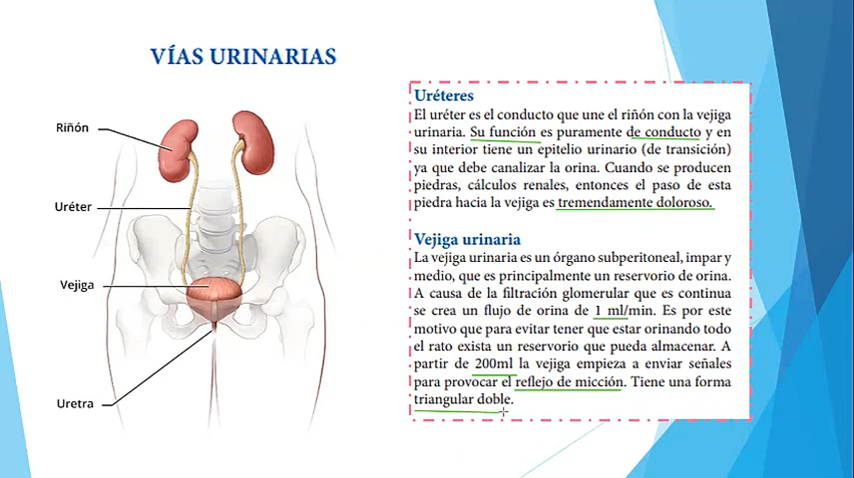 VÍAS URINARIAS
Riñón
Uréter
Vejiga
Uretra
Uréteres
El uréter es el conducto que une el riñón con la vejiga
urinaria. Su función es puramente de conducto y en
su interior tiene un epitelio urinario (de transición)
ya que debe canalizar la orina. Cuando se producen
piedras, cálculos renales, entonces el paso de esta
piedra hacia la vejiga es tremendamente doloroso.
Vejiga urinaria
La vejiga urinaria es un órgano subperitoneal, impar y
medio, que es principalmente un reservorio de orina.
A causa de la filtración glomerular que es continua
se crea un flujo de orina de 1 ml/min. Es por este
motivo que para evitar tener que estar orinando todo
el rato exista un reservorio que pueda almacenar. A
partir de 200ml la vejiga empieza a enviar señales
para provocar el reflejo de micción. Tiene una forma
triangular doble.